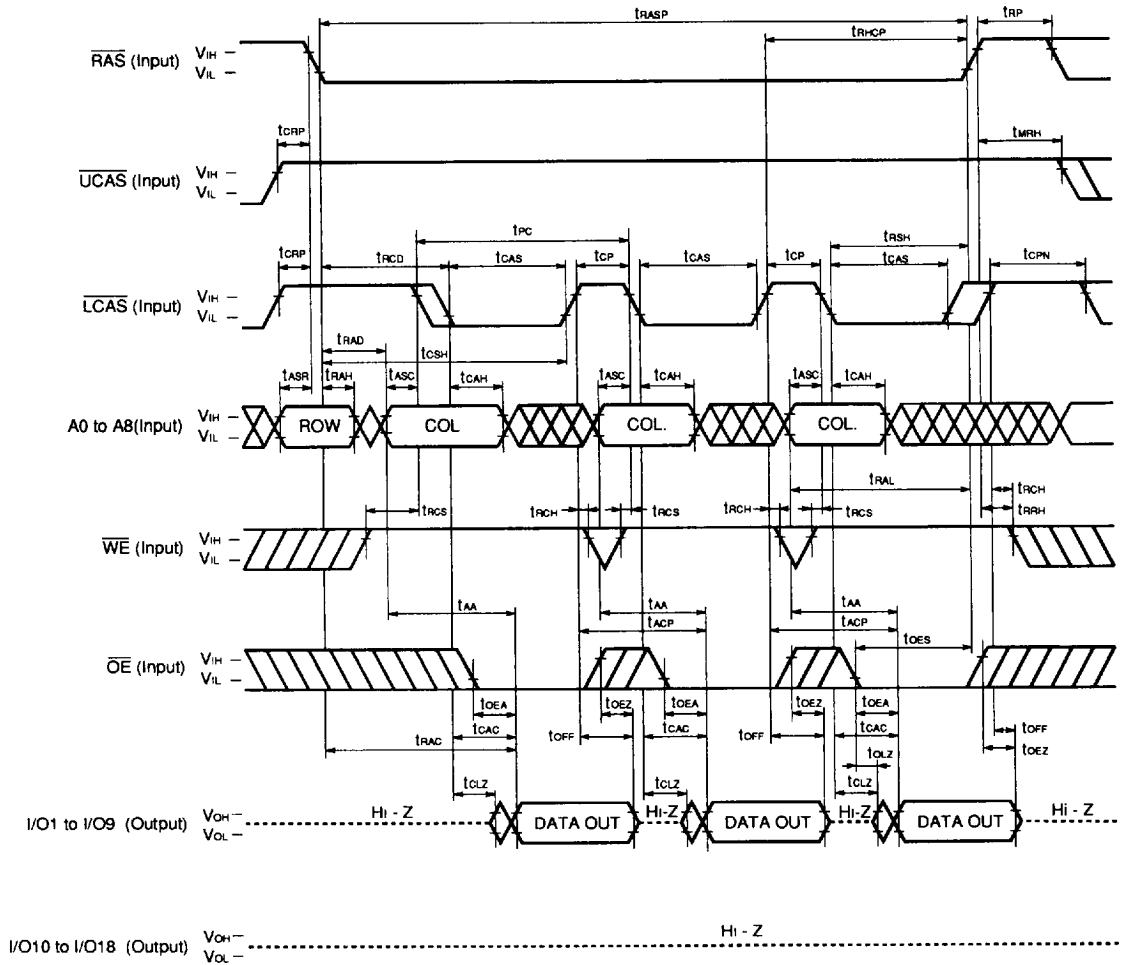 tRASP
tRP
tRHCP
RAS (Input) VIH
VIL
tCRP
tMRH
UCAS (Input) VIH
VIL
tPC
tRSH
tCRP tRCD tCAS tCP tCAS tCP tCAS tCPN
LCAS (Input) VIH
VIL
tRAD
tCSH
tASR tRAH tASC tCAH tASC tCAH tASC tCAH
A0 to A8(Input) VIH
VIL
ROW COL COL. COL.
tRAL
tRCS tRCH tRCS tRCH tRCS tRCH
tRRH
WE (Input) VIH
VIL
tAA tAA tAA
tACP tACP
tOES
OE (Input) VIH
VIL
tOEA tOEZ tOEA tOEZ tOEA
tCAC tOFF tCAC tOFF tCAC tOFF
tRAC tOLZ tOEZ
tCLZ tCLZ tCLZ
I/O1 to I/O9 (Output) VOH
VOL
HI - Z DATA OUT HI-Z DATA OUT HI-Z DATA OUT Hi - Z
HI - Z
I/O10 to I/O18 (Output) VOH
VOL